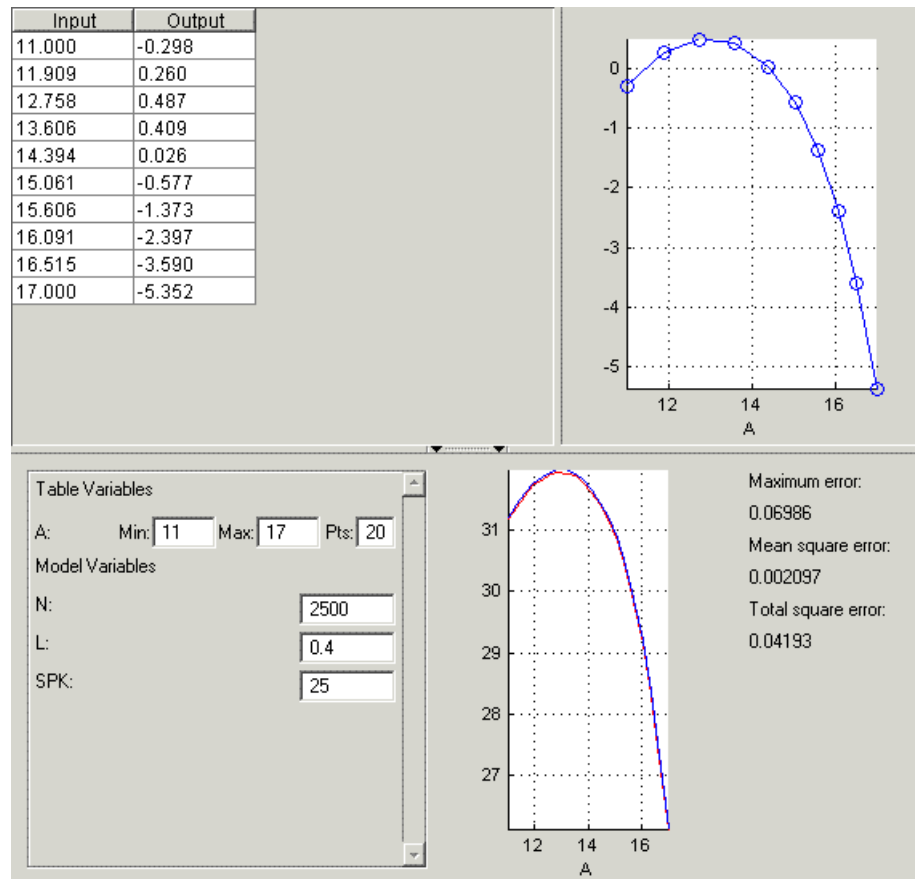 Input Output
11.000 -0.298
11.909 0.260
12.758 0.487
13.606 0.409
14.394 0.026
15.061 -0.577
15.606 -1.373
16.091 -2.397
16.515 -3.590
17.000 -5.352
0
-1
-2
-3
-4
-5
12 14 16
A
Table Variables
A: Min: 11 Max: 17 Pts: 20
Model Variables
N: 2500
L: 0.4
SPK: 25
31
30
29
28
27
12 14 16
A
Maximum error:
0.06986
Mean square error:
0.002097
Total square error:
0.04193